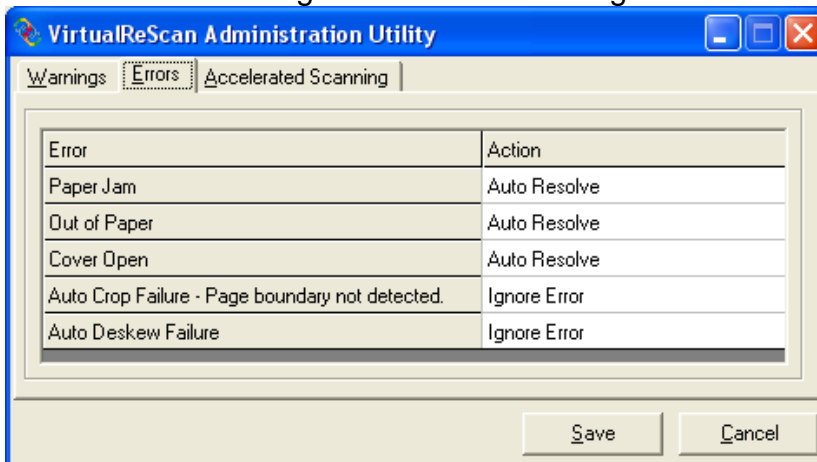 VirtualReScan Administration Utility
Warnings Errors Accelerated Scanning
Error Action
Paper Jam Auto Resolve
Out of Paper Auto Resolve
Cover Open Auto Resolve
Auto Crop Failure - Page boundary not detected. Ignore Error
Auto Deskew Failure Ignore Error
Save Cancel